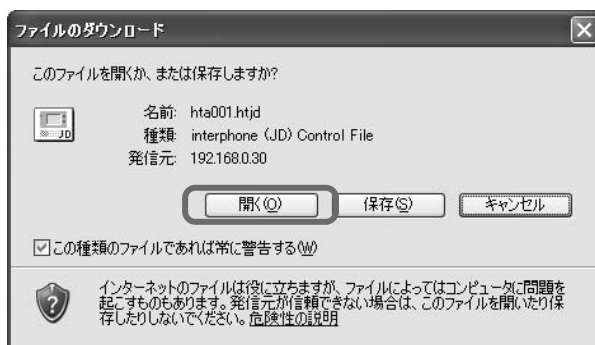 ファイルのダウンロード
このファイルを開くか、または保存しますか?
名前: hta001.htjd
JD
種類: interphone (JD) Control File
発信元: 192.168.0.30
開く(O)
保存(S)
キャンセル
この種類のファイルであれば常に警告する(W)
インターネットのファイルは役に立ちますが、ファイルによってはコンピュータに問題を
起こすものもあります。発信元が信頼できない場合は、このファイルを開いたり保
存したりしないでください。危険性の説明